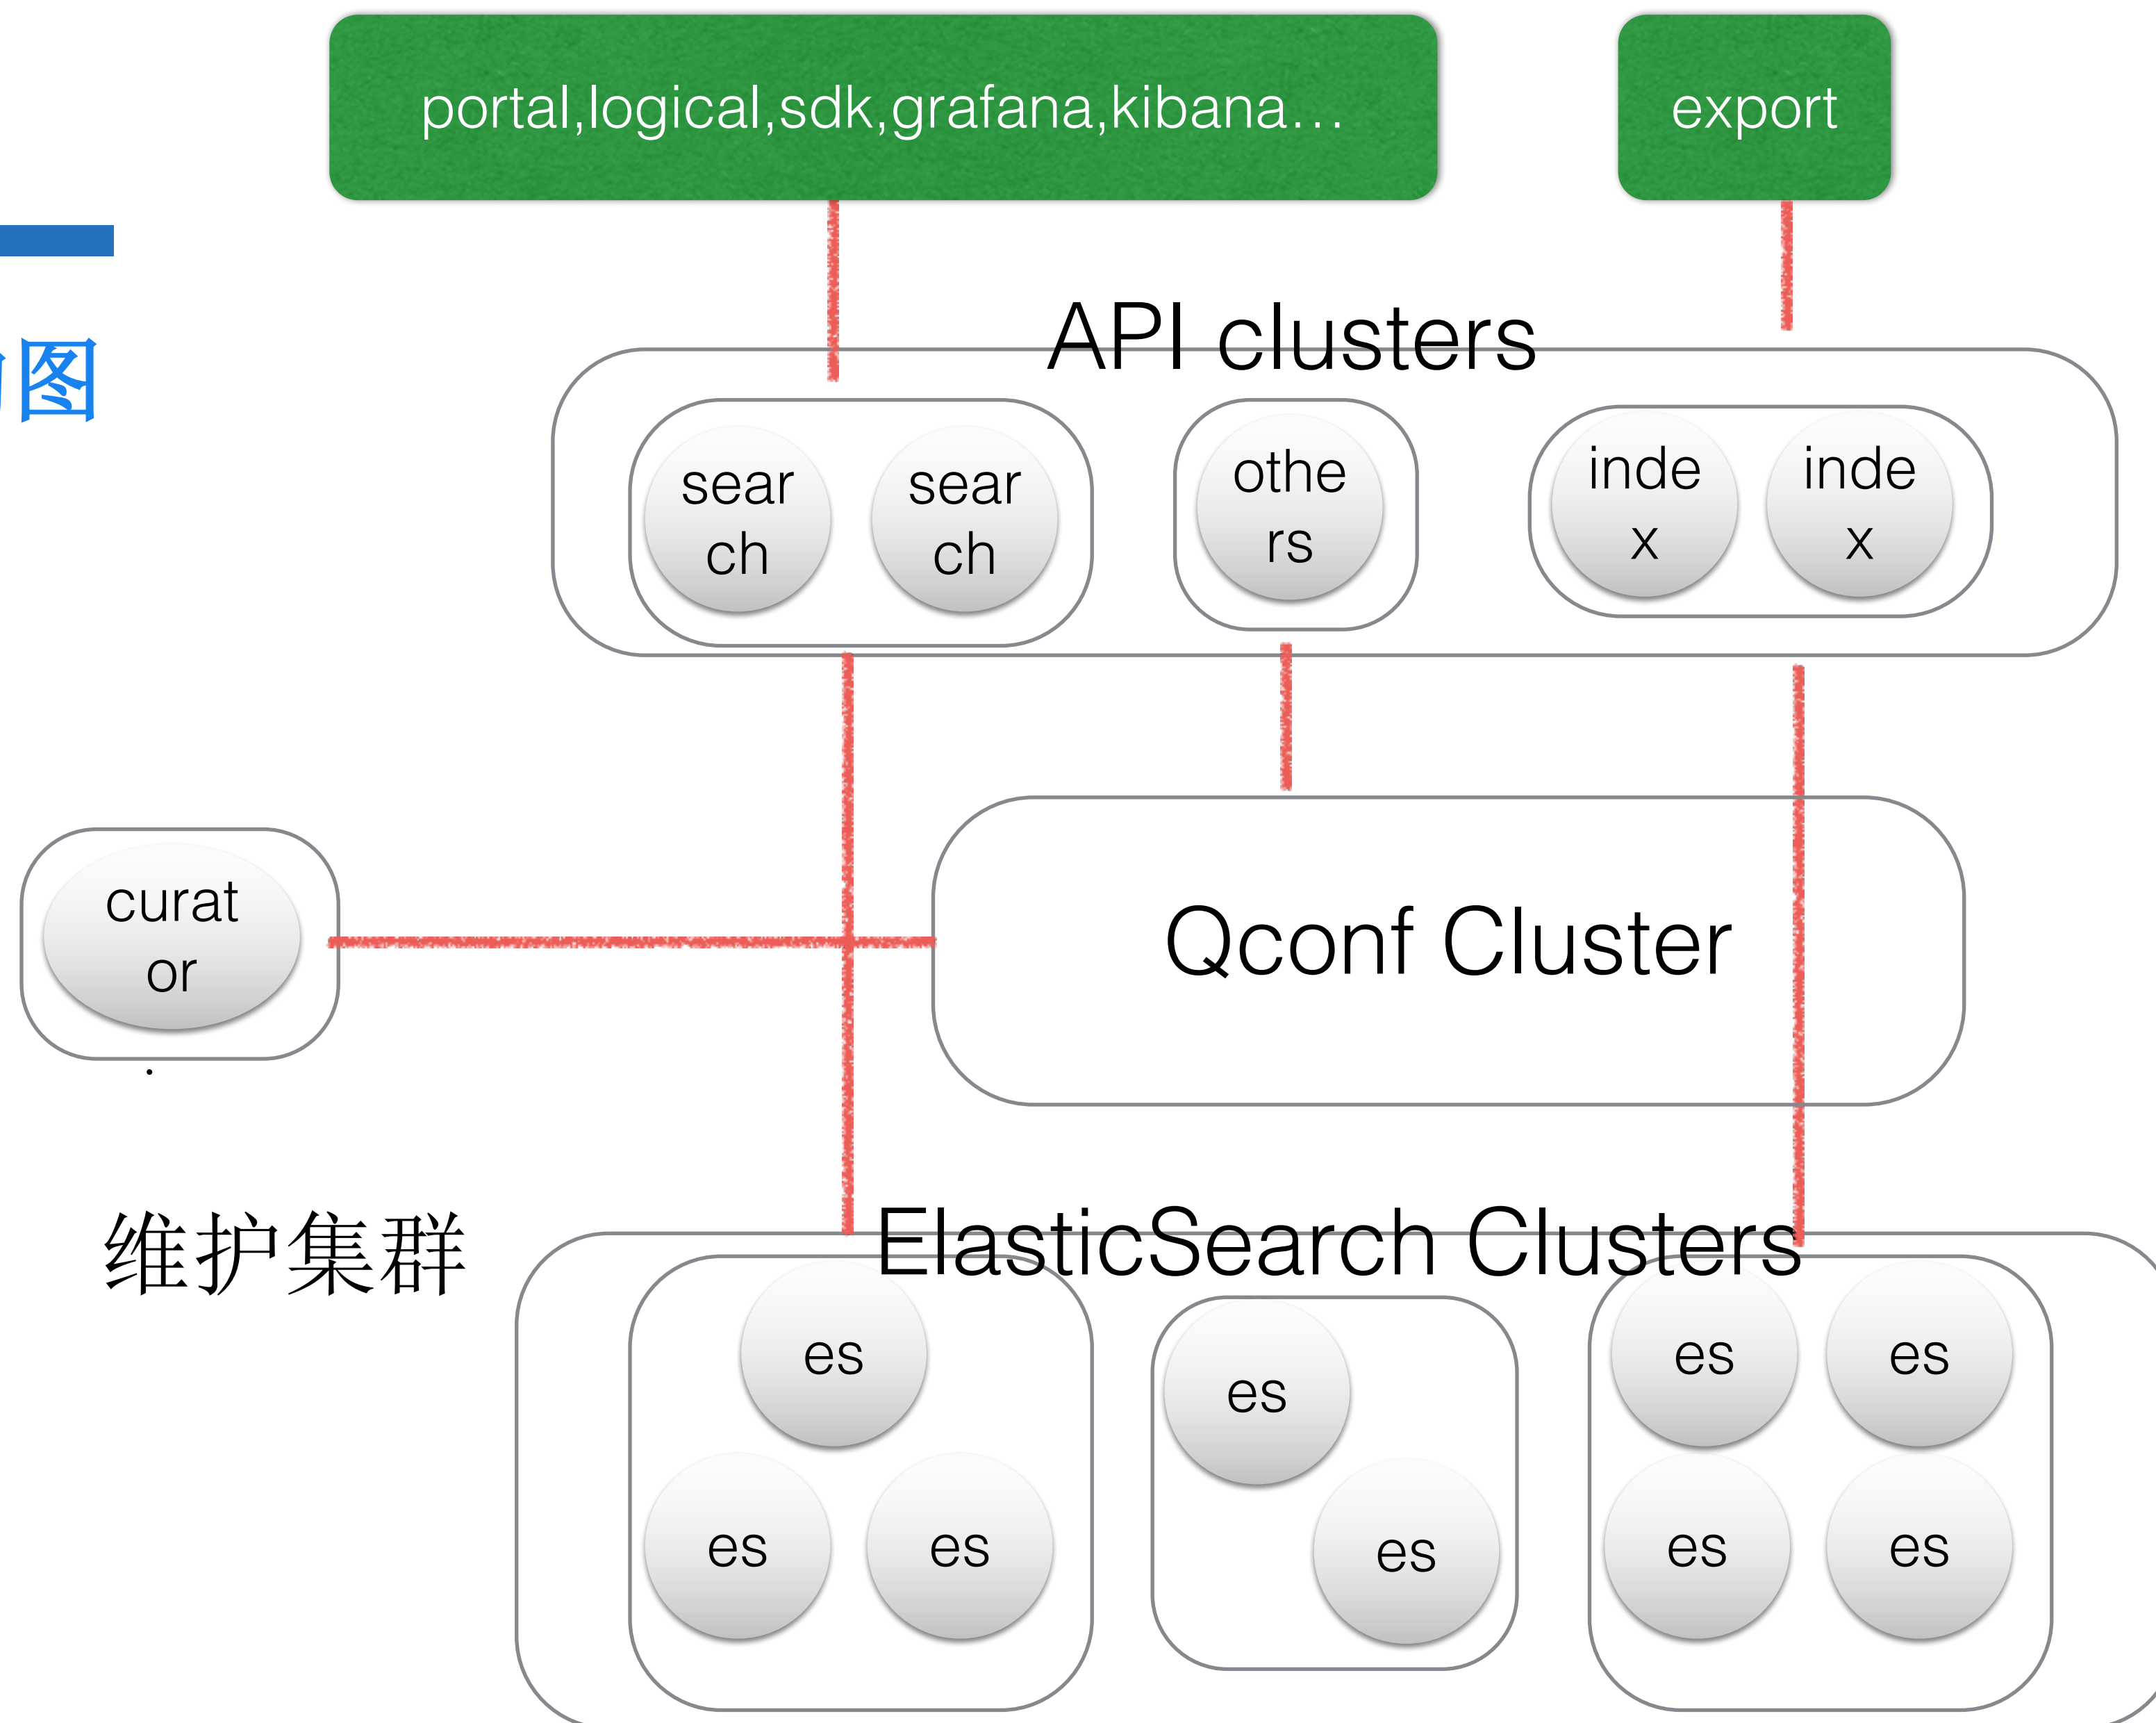 portal,logical,sdk,grafana,kibana...
export
图
API clusters
sear
ch
sear
ch
othe
rs
inde
x
inde
x
curat
or
Qconf Cluster
维护集群
ElasticSearch Clusters
es
es
es
es
es
es
es
es
es